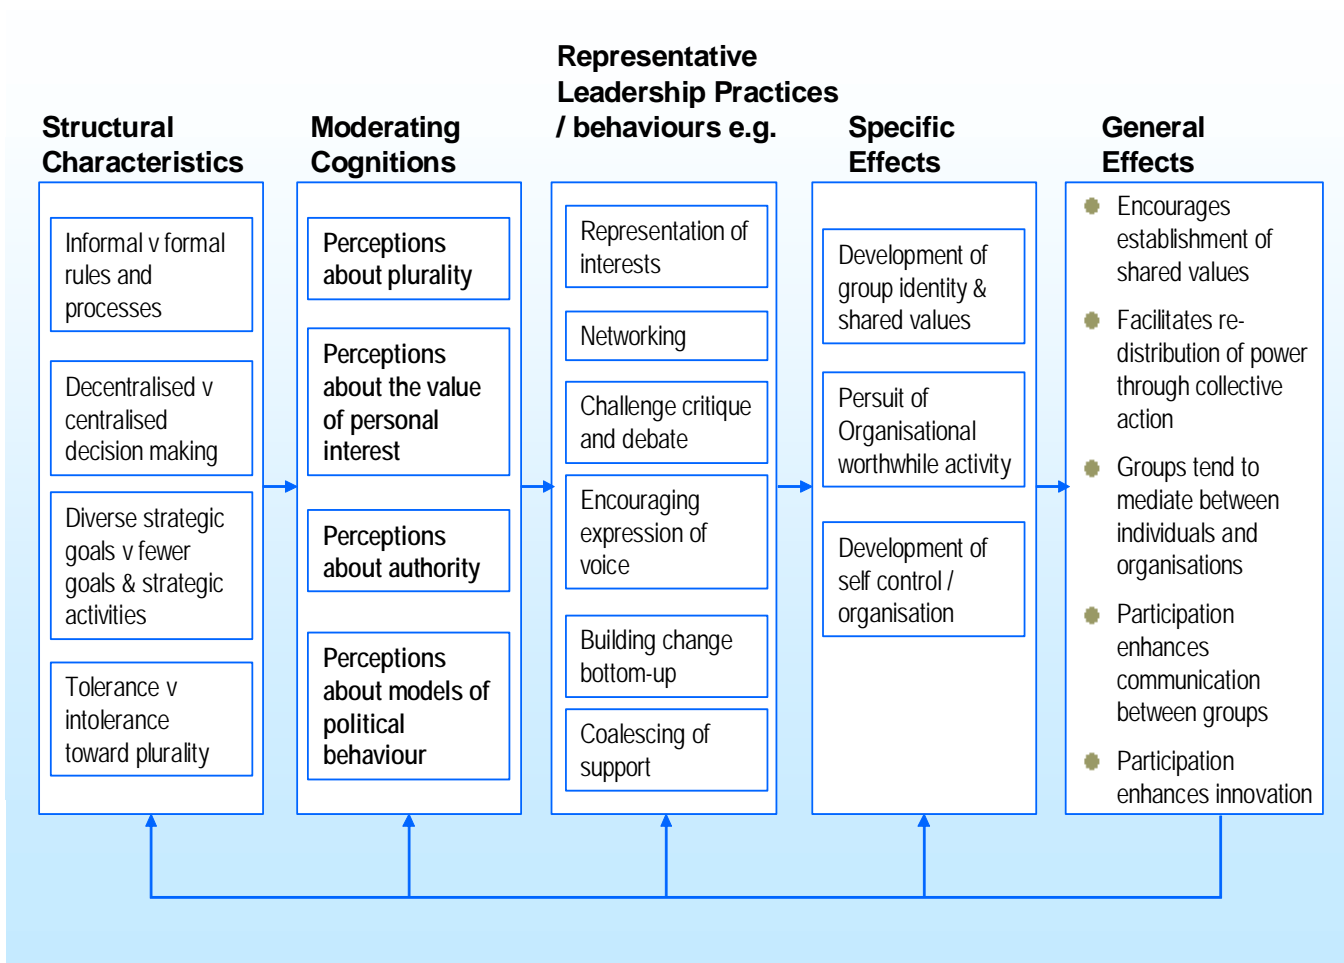 Structural
Characteristics
Informal v formal
rules and
processes
Decentralised v
centralised
decision making
Diverse strategic
goals v fewer
goals & strategic
activities
Tolerance v
intolerance
toward plurality
Moderating
Cognitions
Perceptions
about plurality
Perceptions
about the value
of personal
interest
Perceptions
about authority
Perceptions
about models of
political
behaviour
Representative
Leadership Practices
/ behaviours e.g.
Representation of
interests
Networking
Challenge critique
and debate
Encouraging
expression of
voice
Building change
bottom-up
Coalescing of
support
Specific
Effects
Development of
group identity &
shared values
Persuit of
Organisational
worthwhile activity
Development of
self control /
organisation
General
Effects
Encourages
establishment of
shared values
Facilitates re-
distribution of power
through collective
action
Groups tend to
mediate between
individuals and
organisations
Participation
enhances
communication
between groups
Participation
enhances innovation